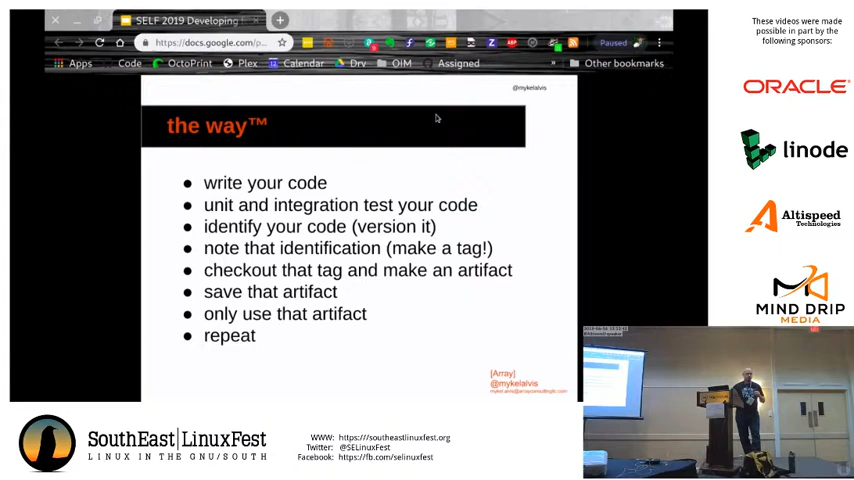 SELF 2019 Developing
https://docs.google.com/p...
Paused
Apps
Code
OctoPrint
Plex
Calendar
Drv
OIM
Assigned
»
Other bookmarks
@mykelalvis
the way™
● write your code
● unit and integration test your code
● identify your code (version it)
● note that identification (make a tag!)
● checkout that tag and make an artifact
● save that artifact
● only use that artifact
● repeat
[Array]
@mykelalvis
These videos were made
possible in part by the
following sponsors:
ORACLE
linode
Altispeed
Technologies
MIND DRIP
MEDIA
SouthEast|LinuxFest
LINUX IN THE GNU/SOUTH
WWW: https:///southeastlinuxfest.org
Twitter: @SELinuxFest
Facebook: https://fb.com/selinuxfest